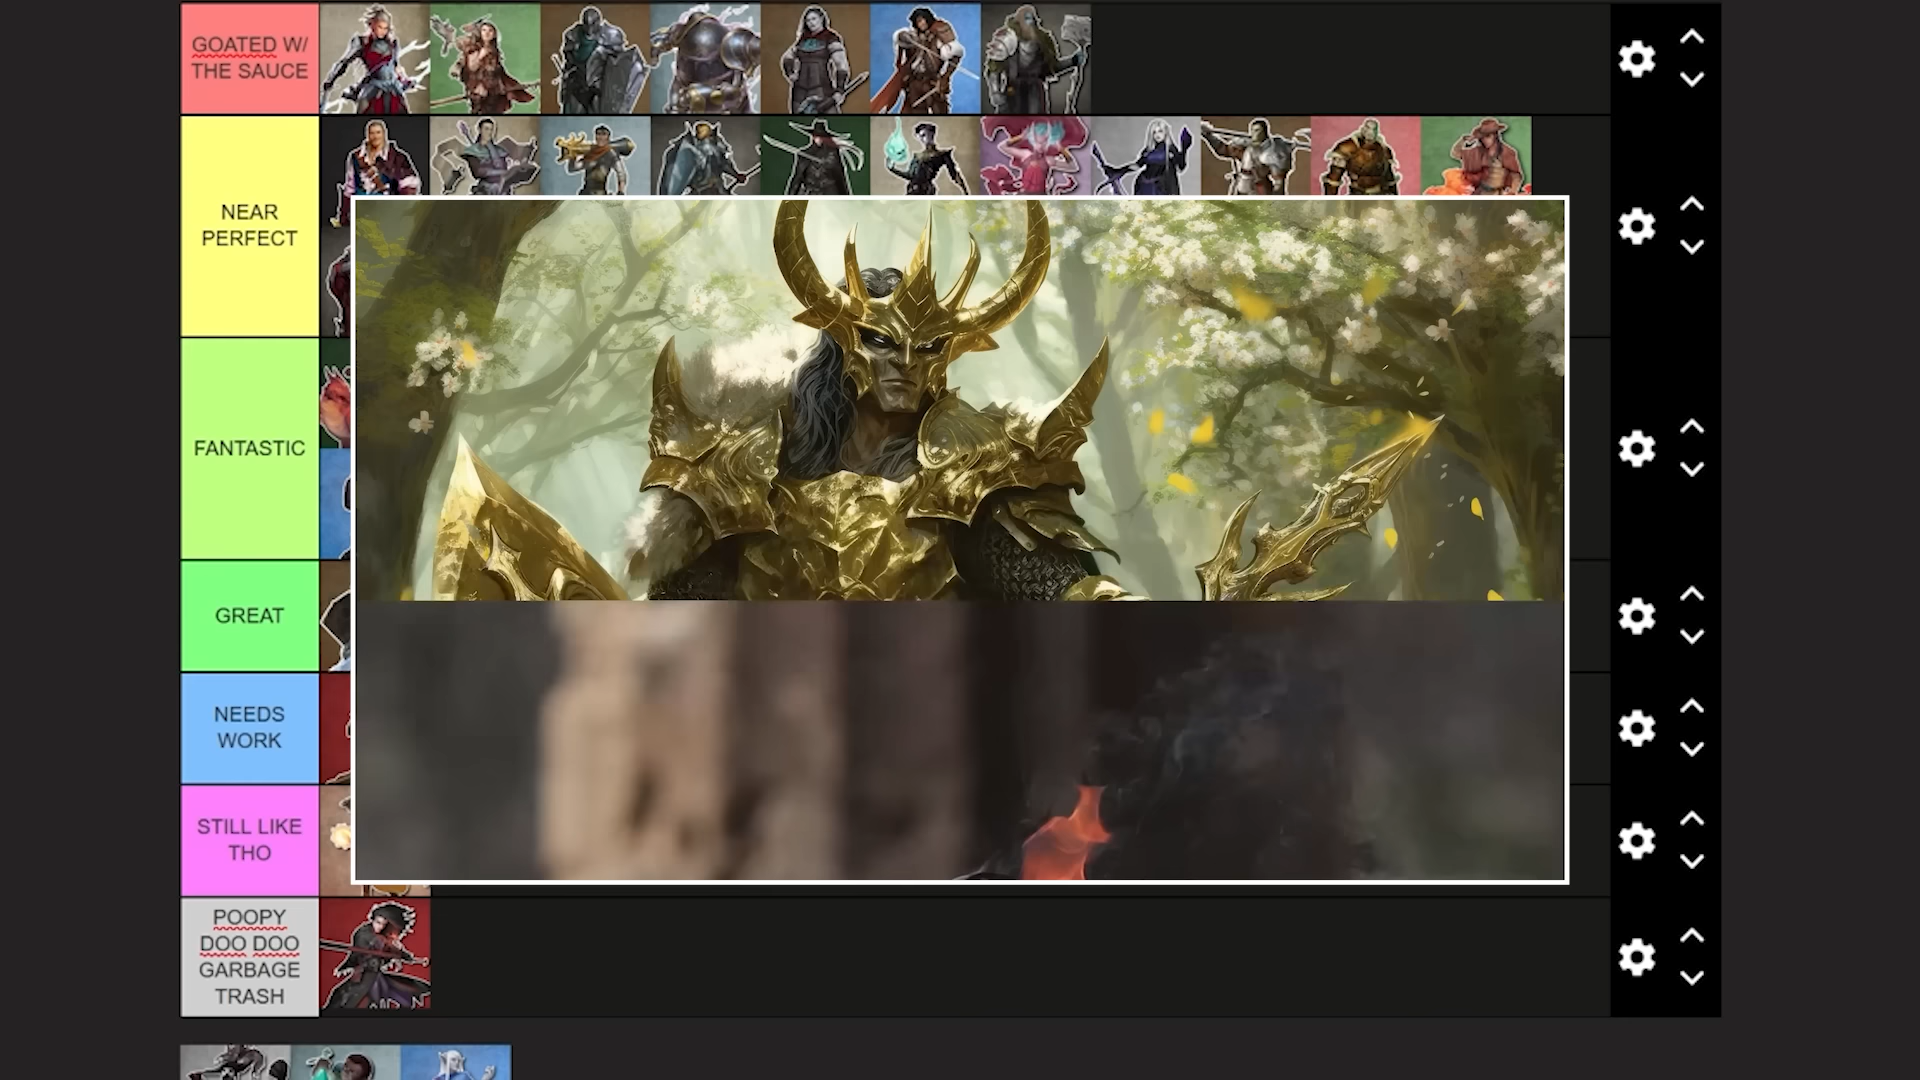 GOATED W/
THE SAUCE
NEAR
PERFECT
FANTASTIC
GREAT
NEEDS
WORK
STILL LIKE
THO
POOPY
DOO DOO
GARBAGE
TRASH